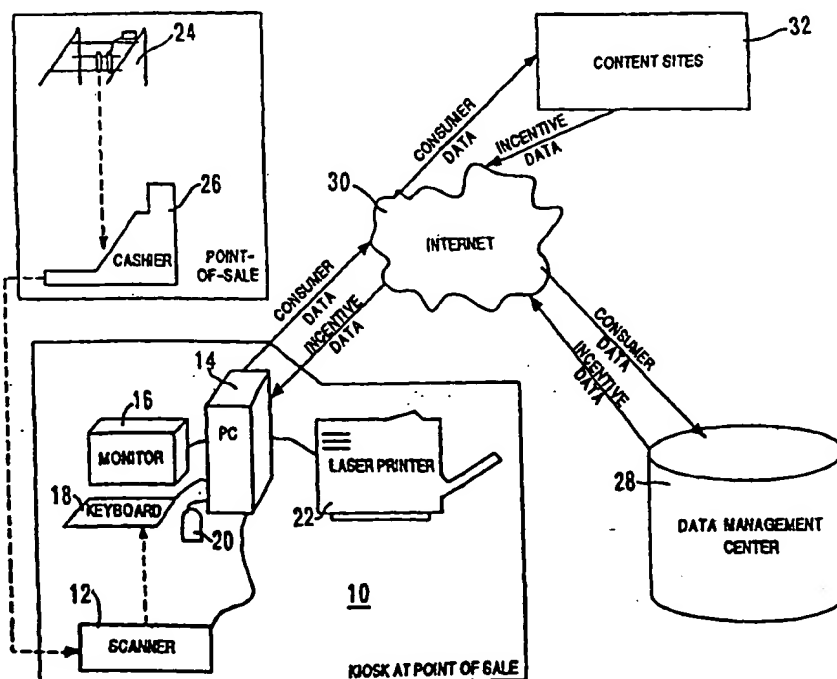 24
26
CASHIER
POINT-
OF-SALE
32
CONTENT SITES
CONSUMER
DATA
INCENTIVE
DATA
30
INTERNET
CONSUMER
DATA
INCENTIVE
DATA
CONSUMER
DATA
INCENTIVE
DATA
14
16
PC
MONITOR
LASER PRINTER
18
KEYBOARD
20
22
28
DATA MANAGEMENT
CENTER
12
10
SCANNER
KIOSK AT POINT OF SALE